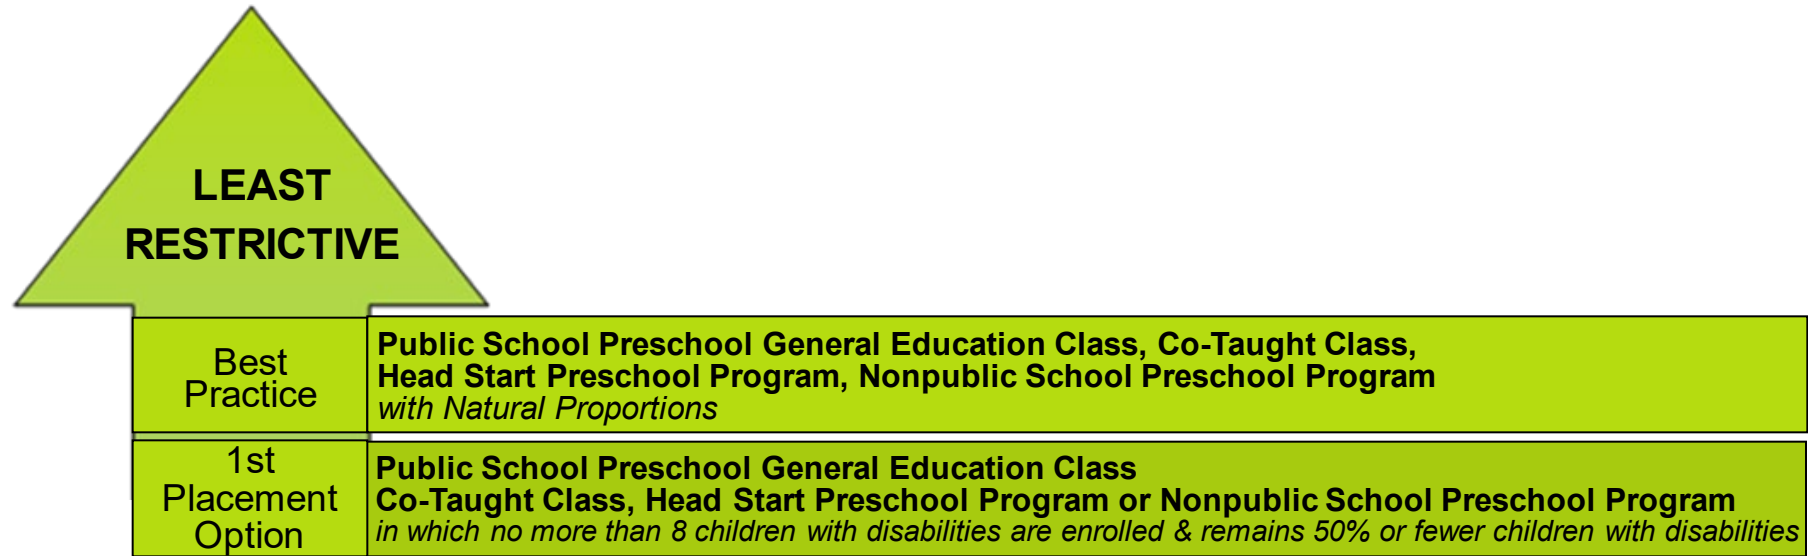 LEAST
RESTRICTIVE
Best
Practice
Public School Preschool General Education Class, Co-Taught Class,
Head Start Preschool Program, Nonpublic School Preschool Program
with Natural Proportions
1st
Placement
Option
Public School Preschool General Education Class
Co-Taught Class, Head Start Preschool Program or Nonpublic School Preschool Program
in which no more than 8 children with disabilities are enrolled & remains 50% or fewer children with disabilities